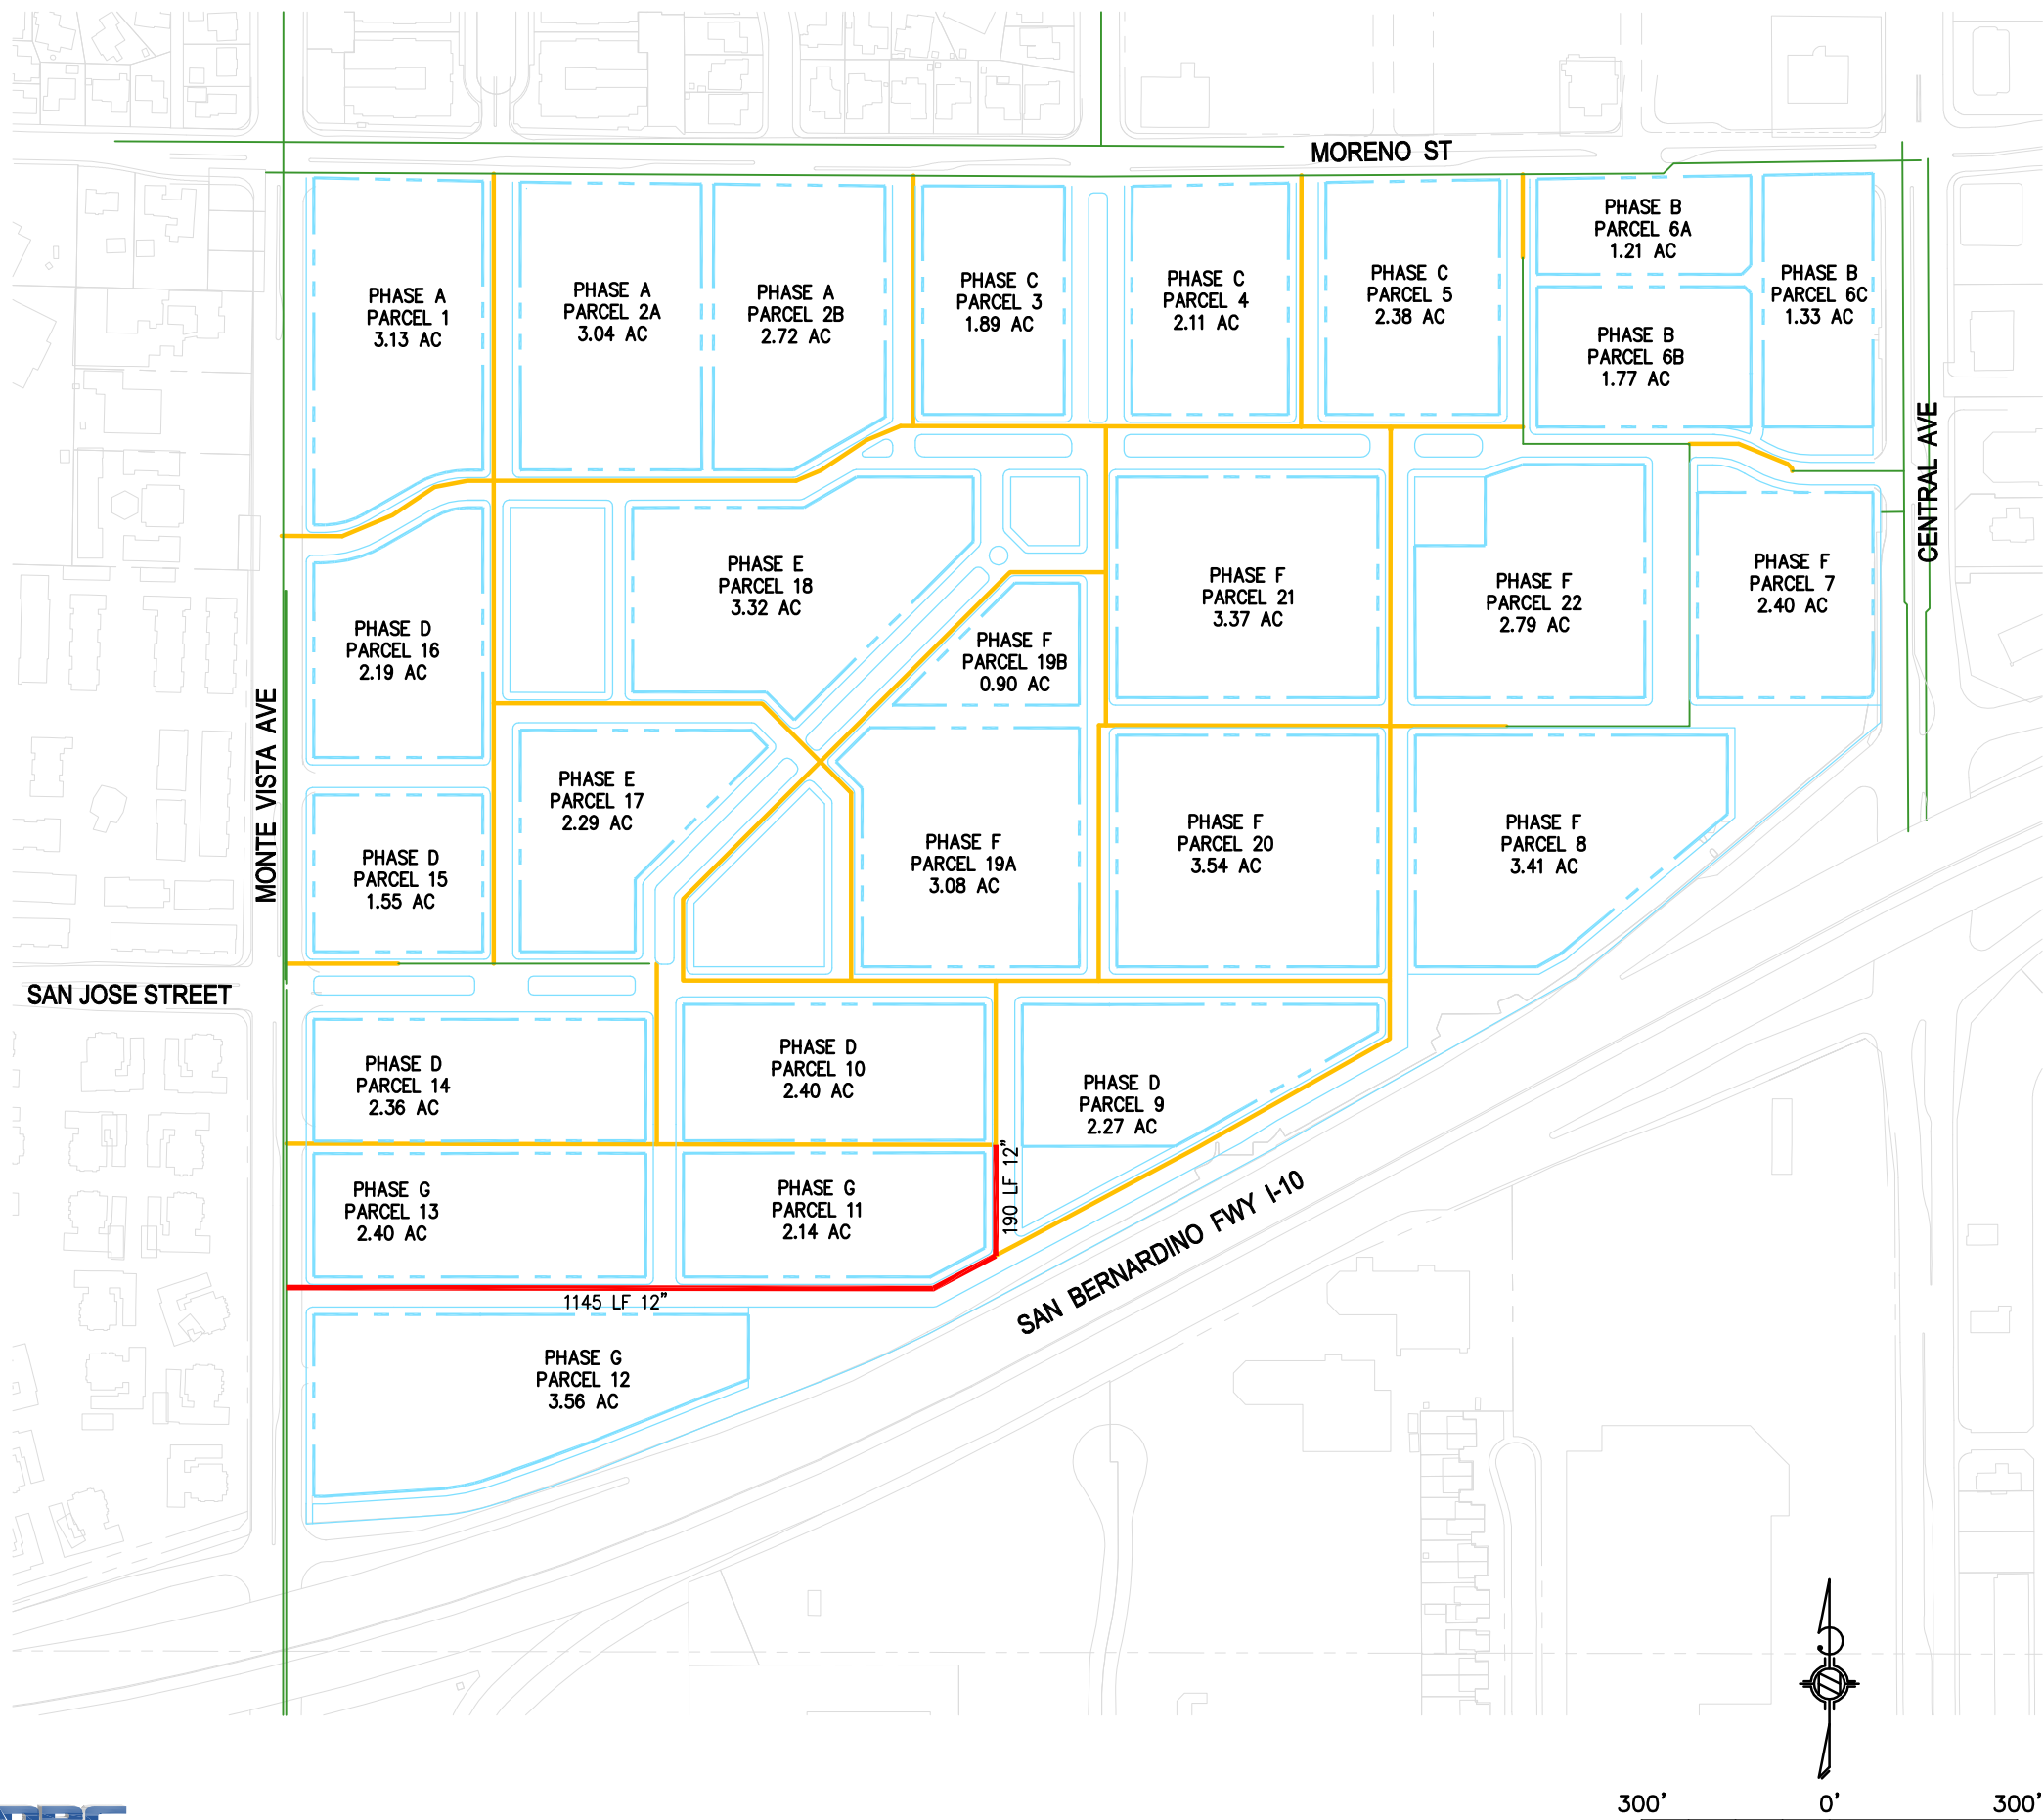 MORENO ST
PHASE A
PARCEL 1
3.13 AC
PHASE A
PARCEL 2A
3.04 AC
PHASE A
PARCEL 2B
2.72 AC
PHASE C
PARCEL 3
1.89 AC
PHASE C
PARCEL 4
2.11 AC
PHASE C
PARCEL 5
2.38 AC
PHASE B
PARCEL 6A
1.21 AC
PHASE B
PARCEL 6B
1.77 AC
PHASE B
PARCEL 6C
1.33 AC
CENTRAL AVE
PHASE D
PARCEL 16
2.19 AC
PHASE E
PARCEL 18
3.32 AC
PHASE F
PARCEL 19B
0.90 AC
PHASE F
PARCEL 21
3.37 AC
PHASE F
PARCEL 22
2.79 AC
PHASE F
PARCEL 7
2.40 AC
MONTE VISTA AVE
PHASE D
PARCEL 15
1.55 AC
PHASE E
PARCEL 17
2.29 AC
PHASE F
PARCEL 19A
3.08 AC
PHASE F
PARCEL 20
3.54 AC
PHASE F
PARCEL 8
3.41 AC
SAN JOSE STREET
PHASE D
PARCEL 14
2.36 AC
PHASE D
PARCEL 10
2.40 AC
PHASE D
PARCEL 9
2.27 AC
PHASE G
PARCEL 13
2.40 AC
PHASE G
PARCEL 11
2.14 AC
190 LF 12"
SAN BERNARDINO FWY I-10
1145 LF 12"
PHASE G
PARCEL 12
3.56 AC
300' 0' 300'